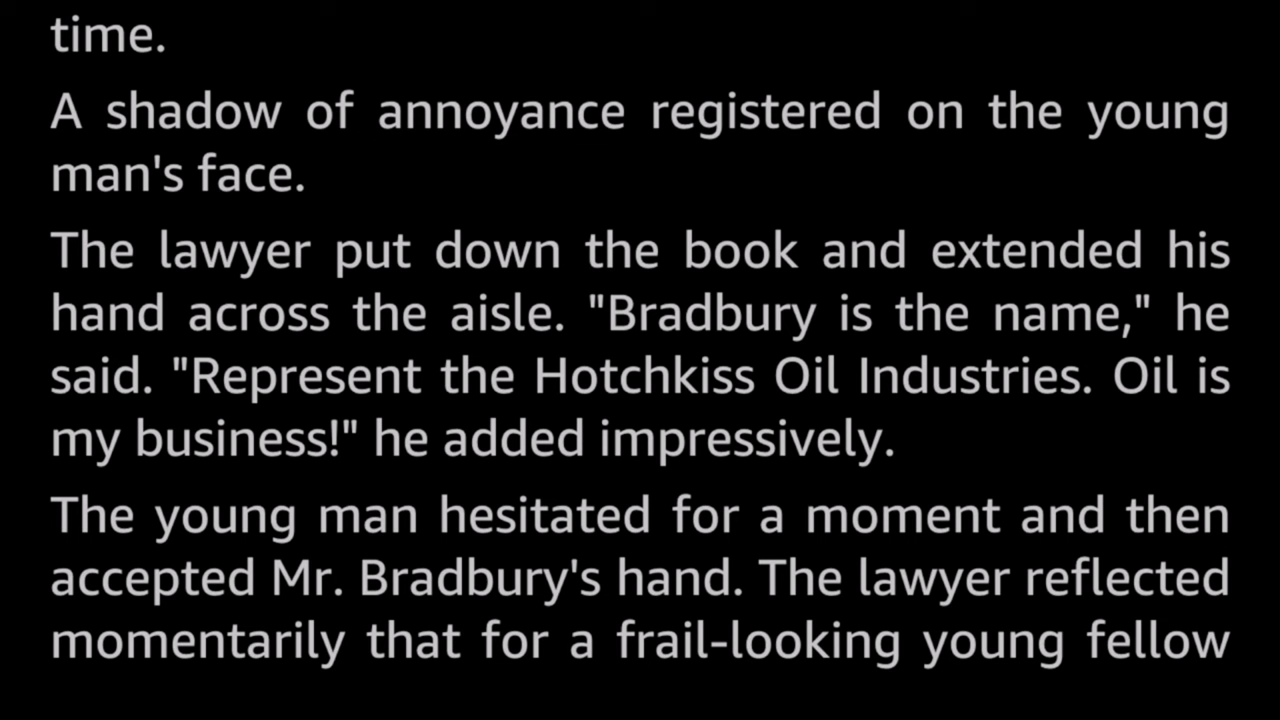 time.
A shadow of annoyance registered on the young
man's face.
The lawyer put down the book and extended his
hand across the aisle. "Bradbury is the name," he
said. "Represent the Hotchkiss Oil Industries. Oil is
my business!" he added impressively.
The young man hesitated for a moment and then
accepted Mr. Bradbury's hand. The lawyer reflected
momentarily that for a frail-looking young fellow